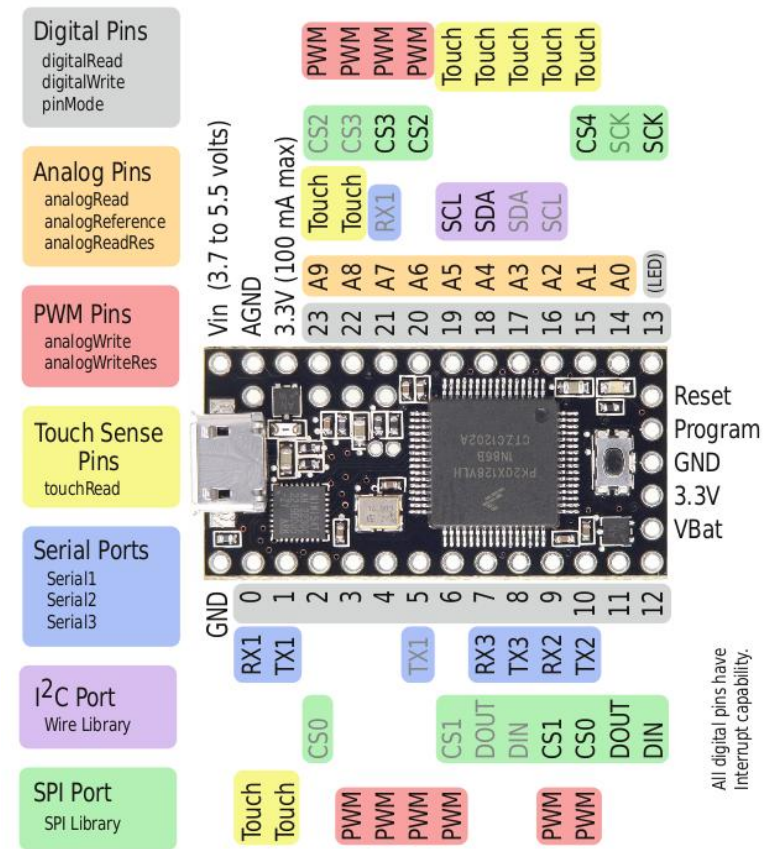 Digital Pins
digitalRead
digitalWrite
pinMode
Analog Pins
analogRead
analogReference
analogReadRes
PWM Pins
analogWrite
analogWriteRes
Touch Sense
Pins
touchRead
Serial Ports
Serial1
Serial2
Serial3
I2C Port
Wire Library
SPI Port
SPI Library
PWM PWM PWM PWM Touch Touch Touch Touch Touch
CS2 CS3 CS3 CS2 CS4 SCK SCK
Touch Touch RX1 SCL SDA SDA SCL
Vin (3.7 to 5.5 volts)
AGND
3.3V (100 mA max)
A9 A8 A7 A6 A5 A4 A3 A2 A1 A0 (LED)
23 22 21 20 19 18 17 16 15 14 13
PK20X128VLH
1N86B
CTZC1202A
Reset
Program
GND
3.3V
VBat
GND 0 1 2 3 4 5 6 7 8 9 10 11 12
RX1 TX1 TX1 RX3 TX3 RX2 TX2
CS0 CS1 DOUT DIN CS1 CS0 DOUT DIN
Touch Touch PWM PWM PWM PWM PWM PWM
All digital pins have
Interrupt capability.